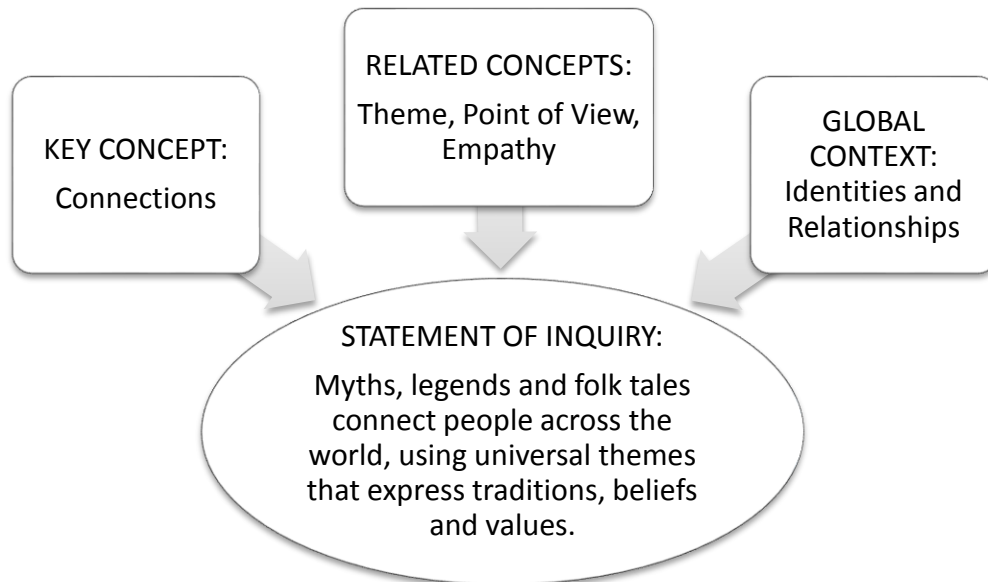 KEY CONCEPT:
Connections
RELATED CONCEPTS:
Theme, Point of View,
Empathy
GLOBAL
CONTEXT:
Identities and
Relationships
STATEMENT OF INQUIRY:
Myths, legends and folk tales
connect people across the
world, using universal themes
that express traditions, beliefs
and values.